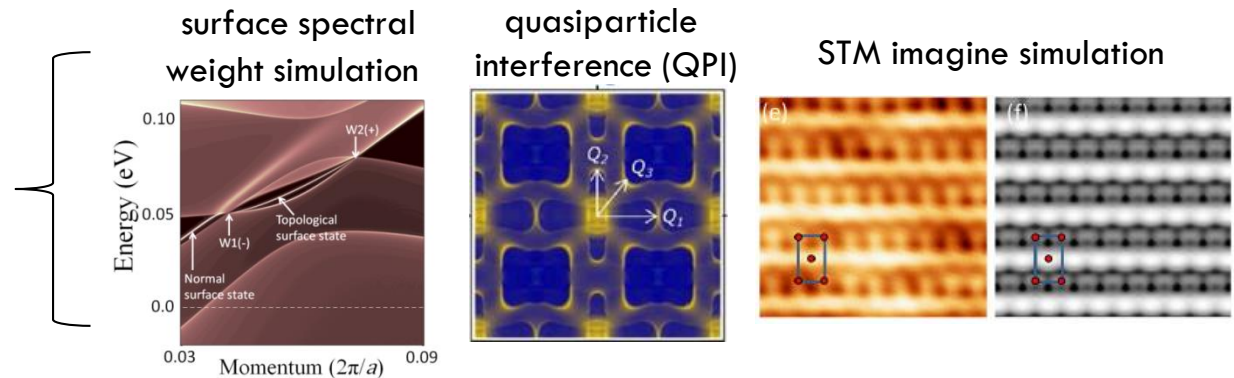 surface spectral
weight simulation
quasiparticle
interference (QPI)
STM imagine simulation
0.10
0.05
0.0
Energy (eV)
W2(+)
Topological
surface state
W1(-)
Normal
surface state
0.03
0.09
Momentum (2π/a)
Q2
Q3
Q1
(e)
(f)